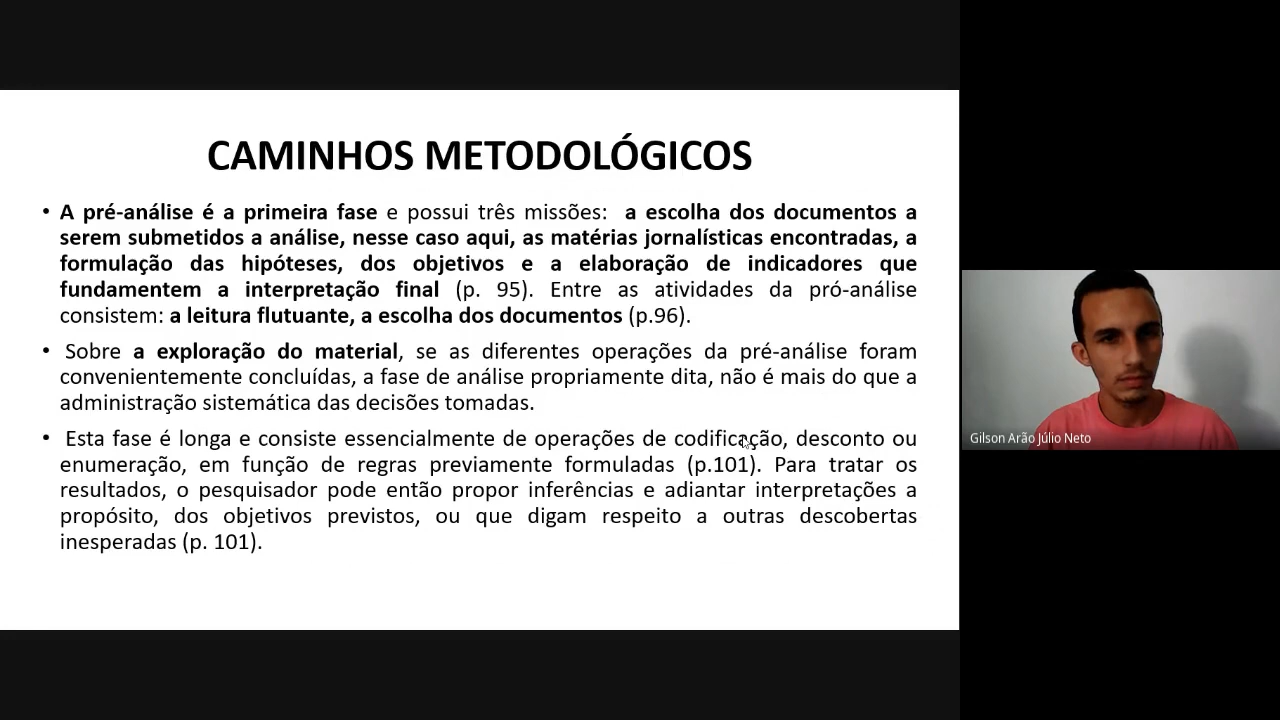 CAMINHOS METODOLÓGICOS
• A pré-análise é a primeira fase e possui três missões: a escolha dos documentos a
serem submetidos a análise, nesse caso aqui, as matérias jornalísticas encontradas, a
formulação das hipóteses, dos objetivos e a elaboração de indicadores que
fundamentem a interpretação final (p. 95). Entre as atividades da pró-análise
consistem: a leitura flutuante, a escolha dos documentos (p.96).
• Sobre a exploração do material, se as diferentes operações da pré-análise foram
convenientemente concluídas, a fase de análise propriamente dita, não é mais do que a
administração sistemática das decisões tomadas.
• Esta fase é longa e consiste essencialmente de operações de codificação, desconto ou
enumeração, em função de regras previamente formuladas (p.101). Para tratar os
resultados, o pesquisador pode então propor inferências e adiantar interpretações a
propósito, dos objetivos previstos, ou que digam respeito a outras descobertas
inesperadas (p. 101).
Gilson Arão Júlio Neto